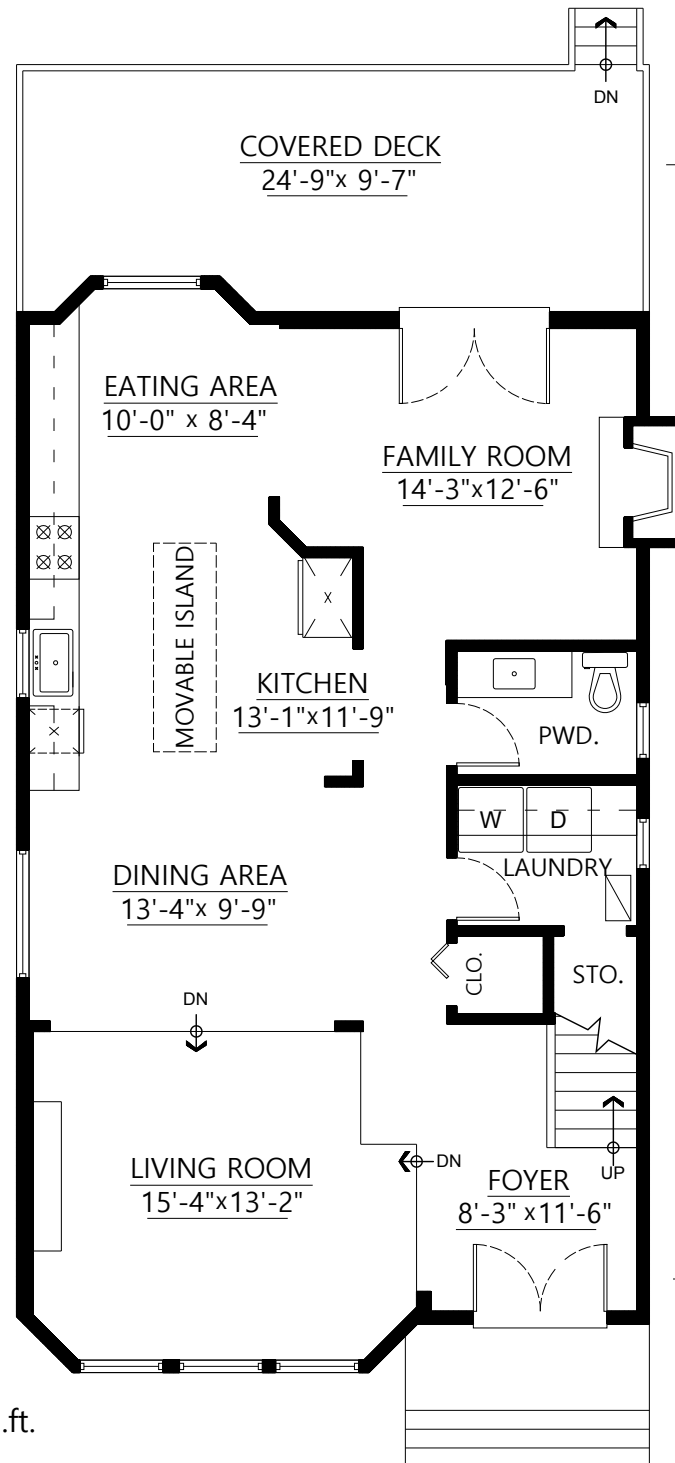 DN
COVERED DECK
24'-9"x 9'-7"
EATING AREA
10'-0" x 8'-4"
FAMILY ROOM
14'-3"x12'-6"
MOVABLE ISLAND
X
KITCHEN
13'-1"x11'-9"
X
PWD.
W
D
LAUNDRY
DINING AREA
13'-4"x 9'-9"
CLO.
STO.
DN
LIVING ROOM
15'-4"x13'-2"
DN
FOYER
8'-3" x11'-6"
UP
.ft.